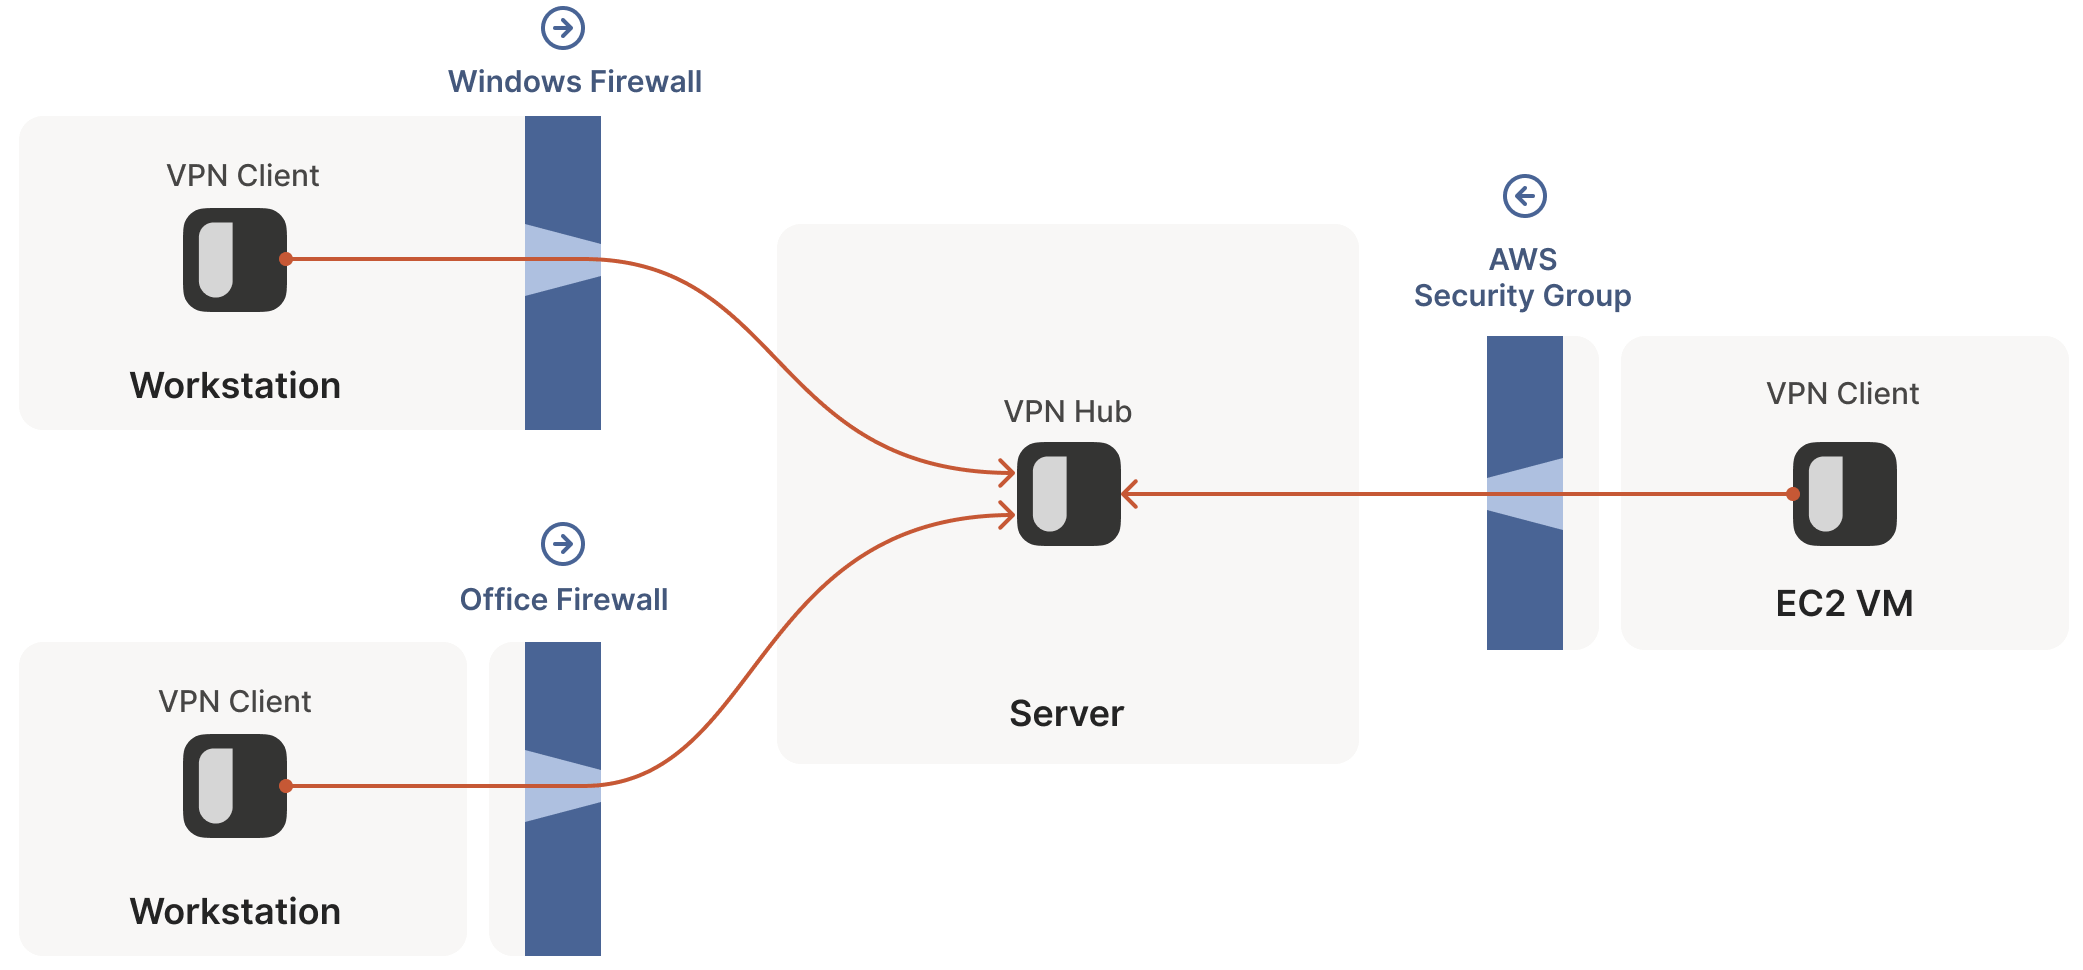 Windows Firewall
VPN Client
Workstation
Office Firewall
VPN Client
Workstation
VPN Hub
Server
AWS
Security Group
VPN Client
EC2 VM